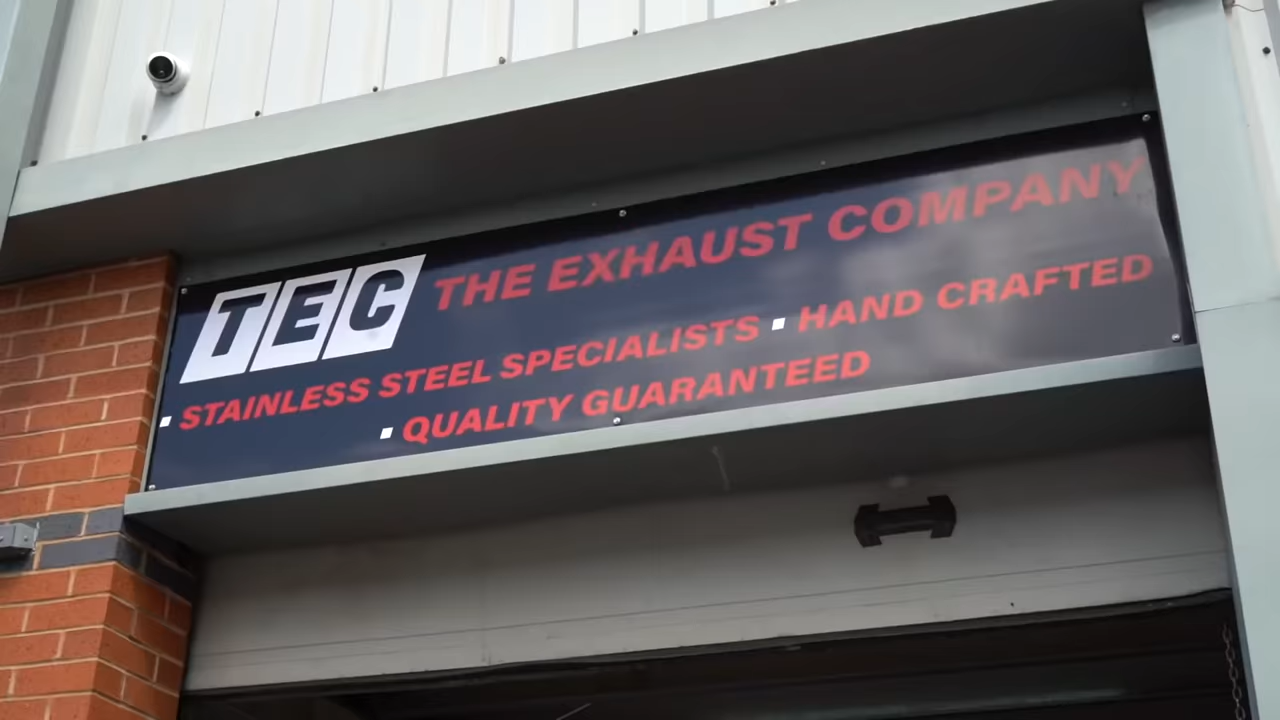 TEC THE EXHAUST COMPANY
▪ STAINLESS STEEL SPECIALISTS ▪ HAND CRAFTED
▪ QUALITY GUARANTEED